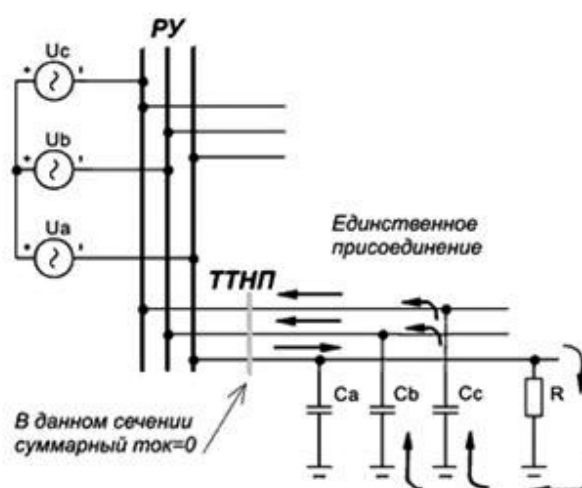 РУ
Uc
Ub
Ua
Единственное
присоединение
ТТНП
В данном сечении
суммарный ток=0
Ca
Cb
Cc
R